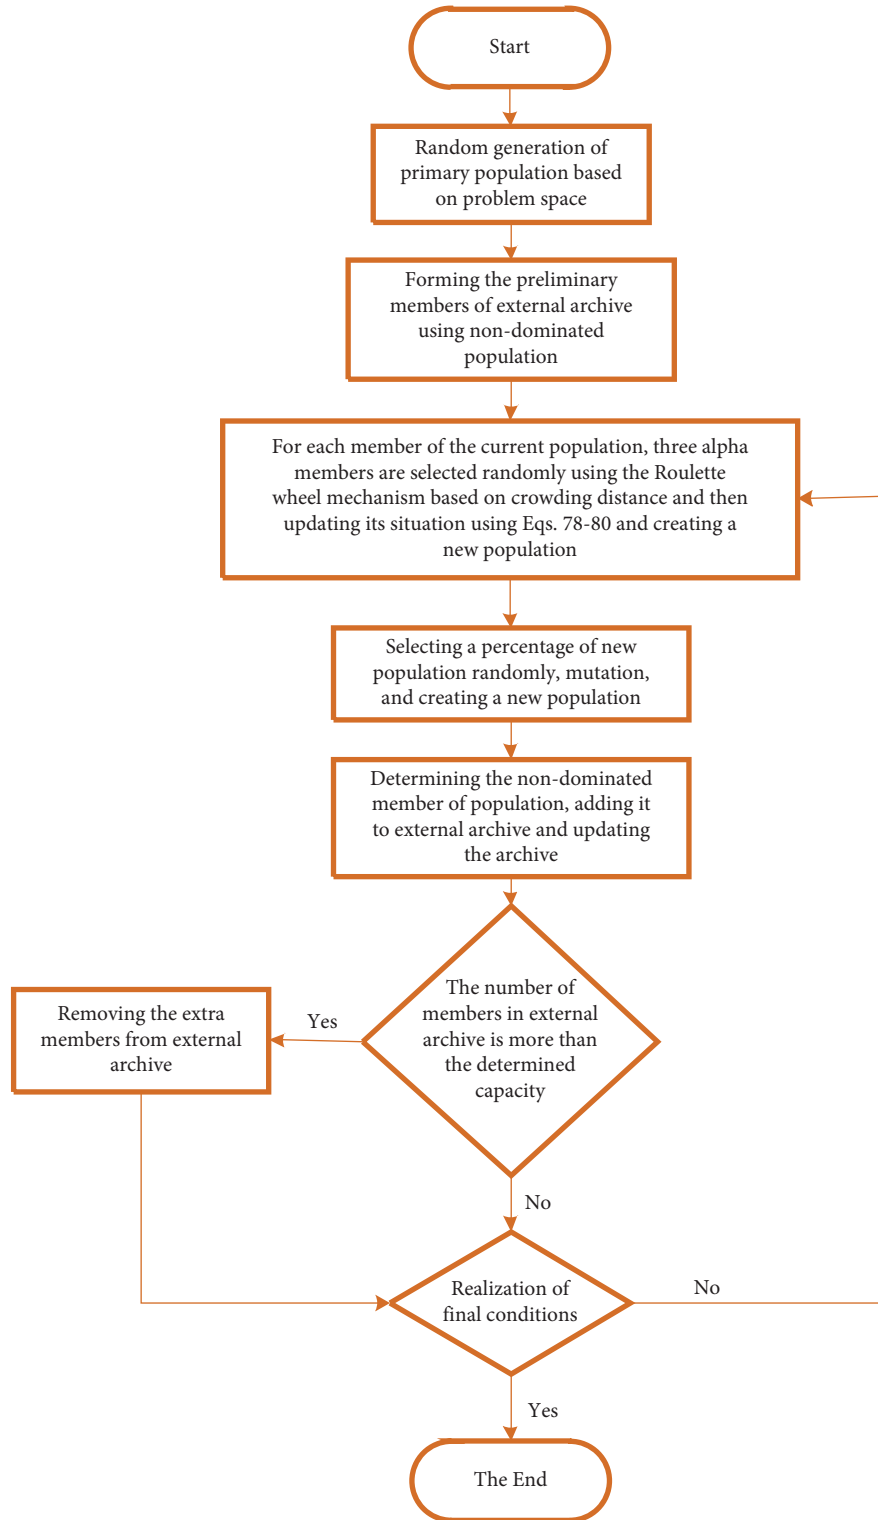 Start
Random generation of
primary population based
on problem space
Forming the preliminary
members of external archive
using non-dominated
population
For each member of the current population, three alpha
members are selected randomly using the Roulette
wheel mechanism based on crowding distance and then
updating its situation using Eqs. 78-80 and creating a
new population
Selecting a percentage of new
population randomly, mutation,
and creating a new population
Determining the non-dominated
member of population, adding it
to external archive and updating
the archive
The number of
members in external
archive is more than
the determined
capacity
Yes
Removing the extra
members from external
archive
No
Realization of
final conditions
No
Yes
The End